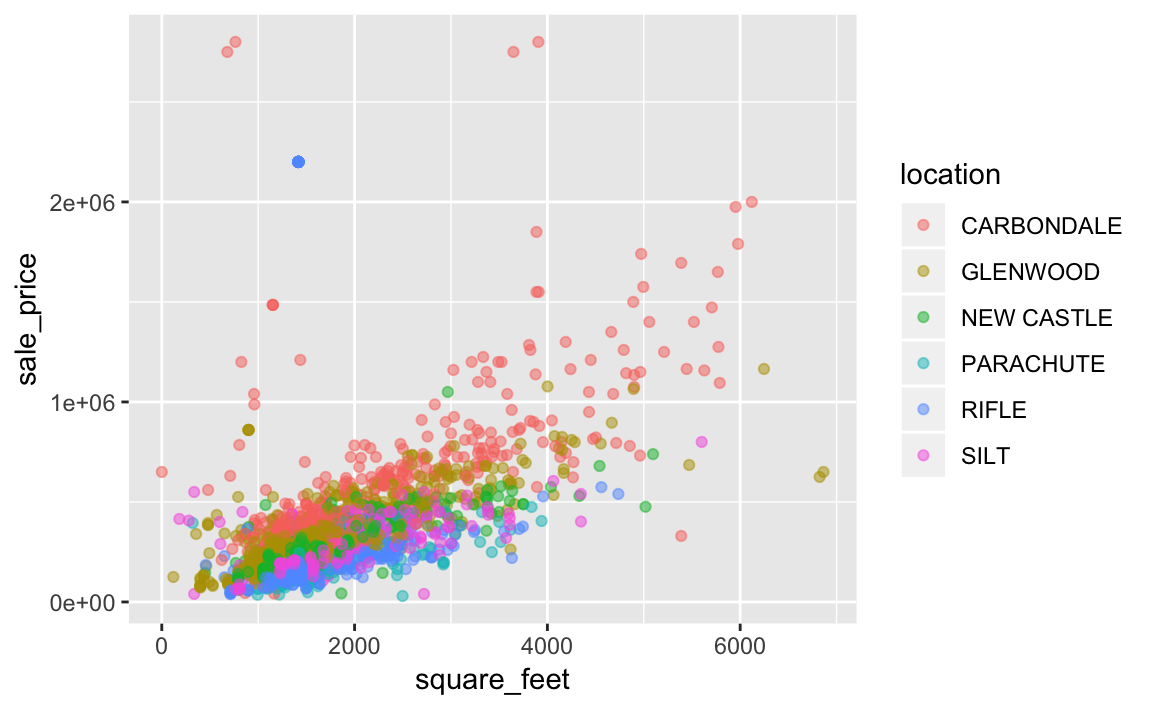 sale_price
2e+06
1e+06
0e+00
0
2000
4000
6000
square_feet
location
CARBONDALE
GLENWOOD
NEW CASTLE
PARACHUTE
RIFLE
SILT